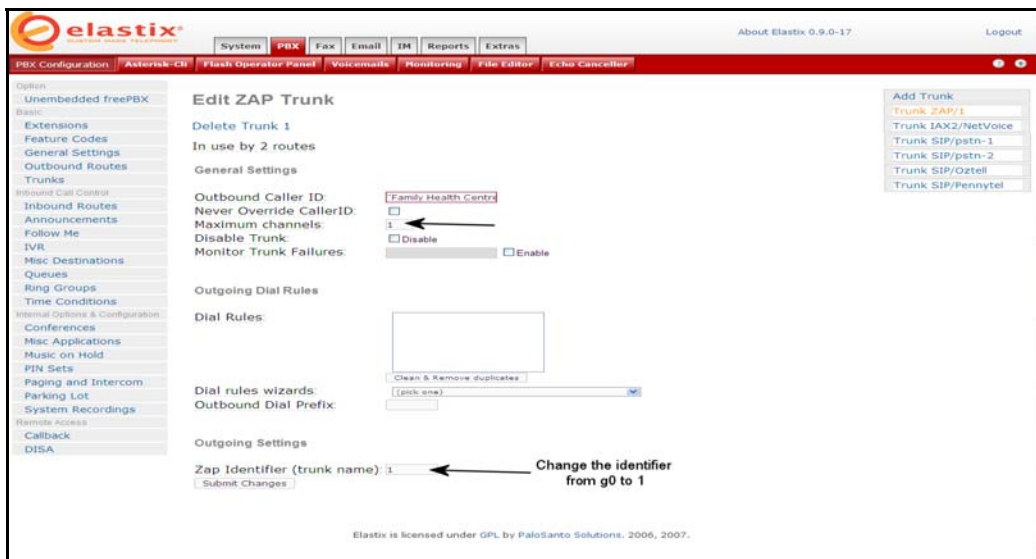 elastix
CUSTOM MADE TELEPHONY
About Elastix 0.9.0-17
Logout
System PBX Fax Email IM Reports Extras
PBX Configuration Asterisk-Cli Flash Operator Panel Voicemails Monitoring File Editor Echo Canceller
Option
Unembedded freePBX
Basic
Extensions
Feature Codes
General Settings
Outbound Routes
Trunks
Inbound Call Control
Inbound Routes
Announcements
Follow Me
IVR
Misc Destinations
Queues
Ring Groups
Time Conditions
Internal Options & Configuration
Conferences
Misc Applications
Music on Hold
PIN Sets
Paging and Intercom
Parking Lot
System Recordings
Remote Access
Callback
DISA
Edit ZAP Trunk
Delete Trunk 1
In use by 2 routes
General Settings
Outbound Caller ID: "Family Health Centre
Never Override CallerID:
Maximum channels: 1
Disable Trunk: Disable
Monitor Trunk Failures: Enable
Outgoing Dial Rules
Dial Rules:
Clean & Remove duplicates
Dial rules wizards: (pick one)
Outbound Dial Prefix:
Outgoing Settings
Zap Identifier (trunk name): 1
Submit Changes
Change the identifier
from g0 to 1
Add Trunk
Trunk ZAP/1
Trunk IAX2/NetVoice
Trunk SIP/pstn-1
Trunk SIP/pstn-2
Trunk SIP/Oztell
Trunk SIP/Pennytel
Elastix is licensed under GPL by PaloSanto Solutions. 2006, 2007.